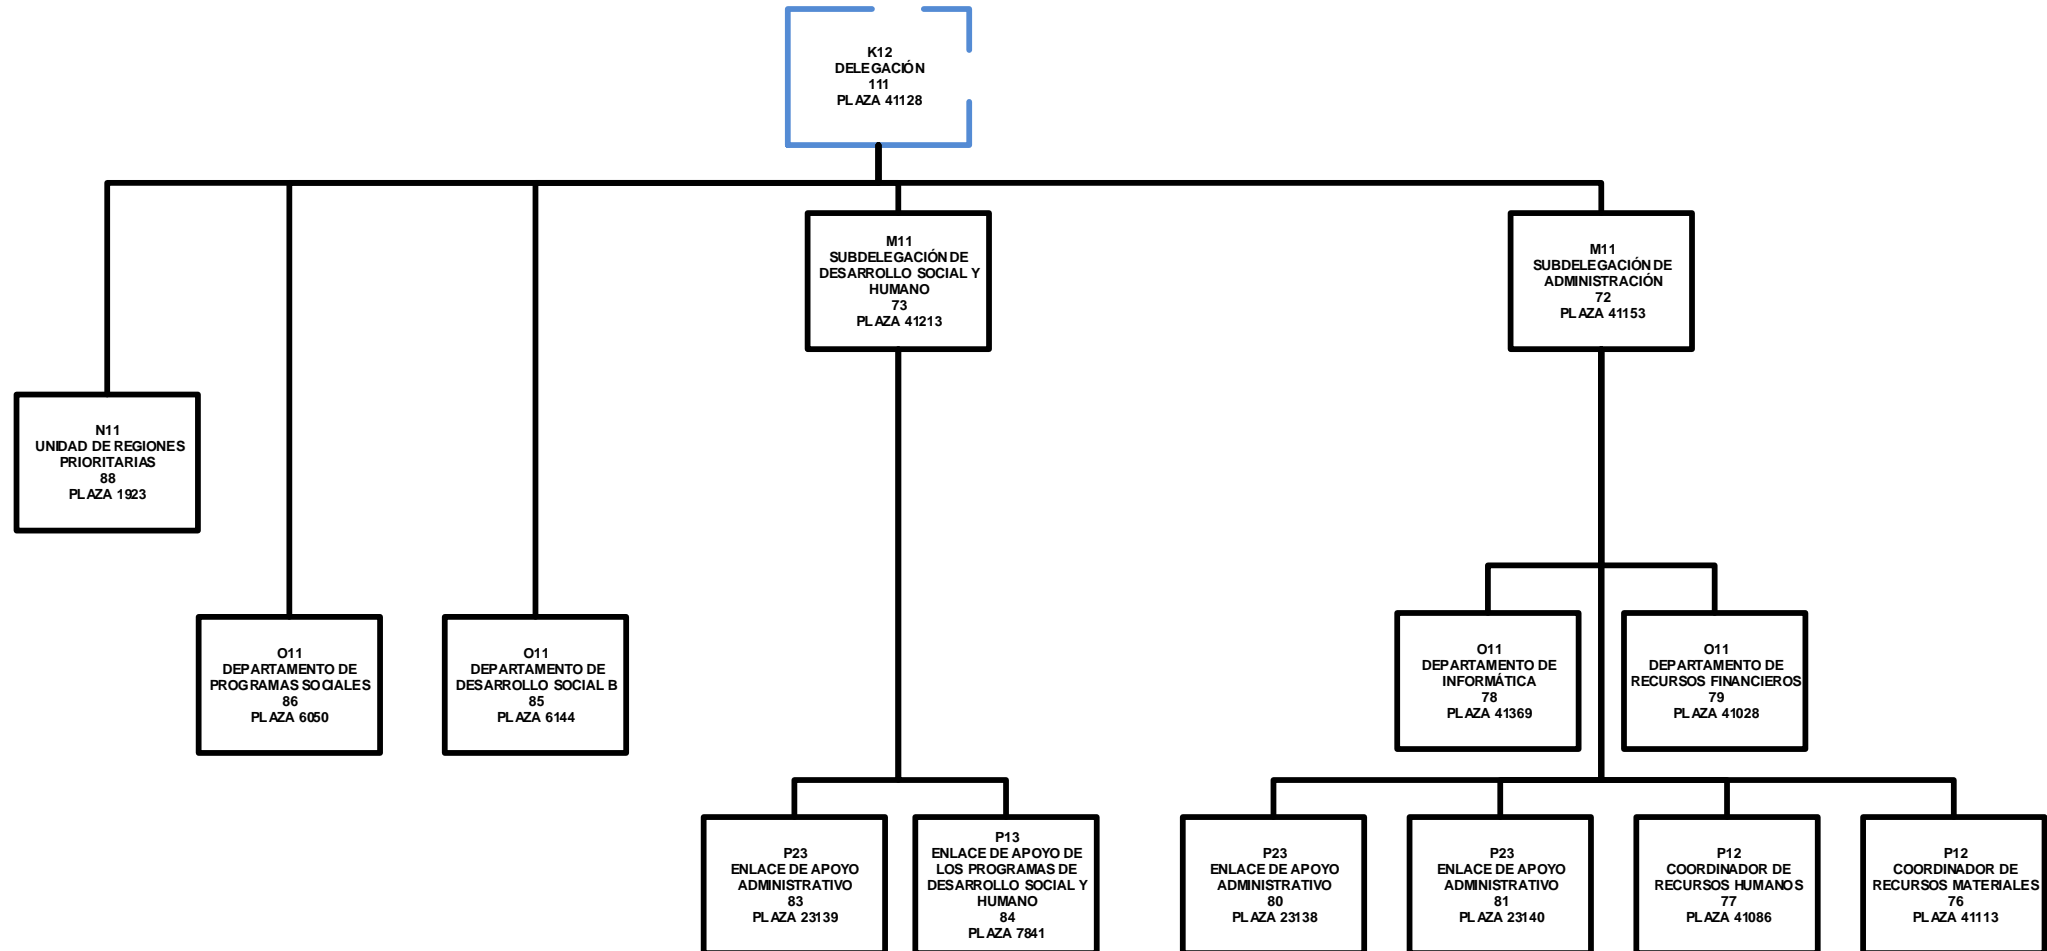 K12
DELEGACIÓN
111
PLAZA 41128
M11
SUBDELEGACIÓN DE
DESARROLLO SOCIAL Y
HUMANO
73
PLAZA 41213
M11
SUBDELEGACIÓN DE
ADMINISTRACIÓN
72
PLAZA 41153
N11
UNIDAD DE REGIONES
PRIORITARIAS
88
PLAZA 1923
O11
DEPARTAMENTO DE
PROGRAMAS SOCIALES
86
PLAZA 6050
O11
DEPARTAMENTO DE
DESARROLLO SOCIAL B
85
PLAZA 6144
O11
DEPARTAMENTO DE
INFORMÁTICA
78
PLAZA 41369
O11
DEPARTAMENTO DE
RECURSOS FINANCIEROS
79
PLAZA 41028
P23
ENLACE DE APOYO
ADMINISTRATIVO
83
PLAZA 23139
P13
ENLACE DE APOYO DE
LOS PROGRAMAS DE
DESARROLLO SOCIAL Y
HUMANO
84
PLAZA 7841
P23
ENLACE DE APOYO
ADMINISTRATIVO
80
PLAZA 23138
P23
ENLACE DE APOYO
ADMINISTRATIVO
81
PLAZA 23140
P12
COORDINADOR DE
RECURSOS HUMANOS
77
PLAZA 41086
P12
COORDINADOR DE
RECURSOS MATERIALES
76
PLAZA 41113